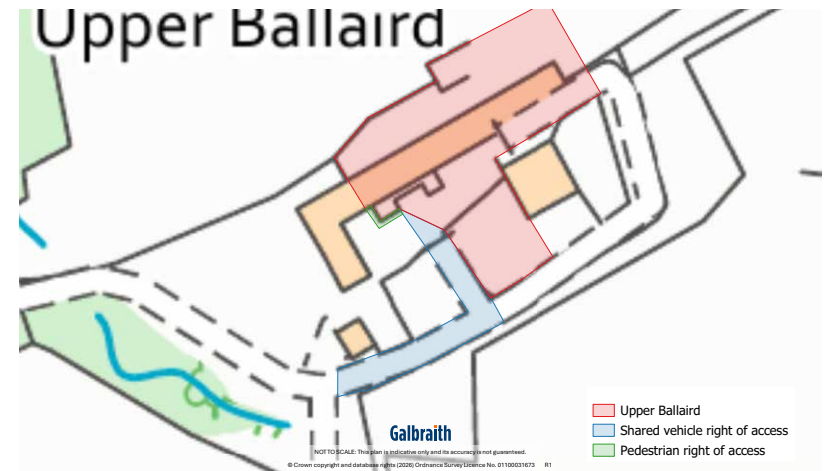 Upper Ballaird
Upper Ballaird
Shared vehicle right of access
Pedestrian right of access
Galbraith
NOT TO SCALE: This plan is indicative only and its accuracy is not guaranteed.
© Crown copyright and database rights (2026) Ordnance Survey Licence No. 01100031673 R1